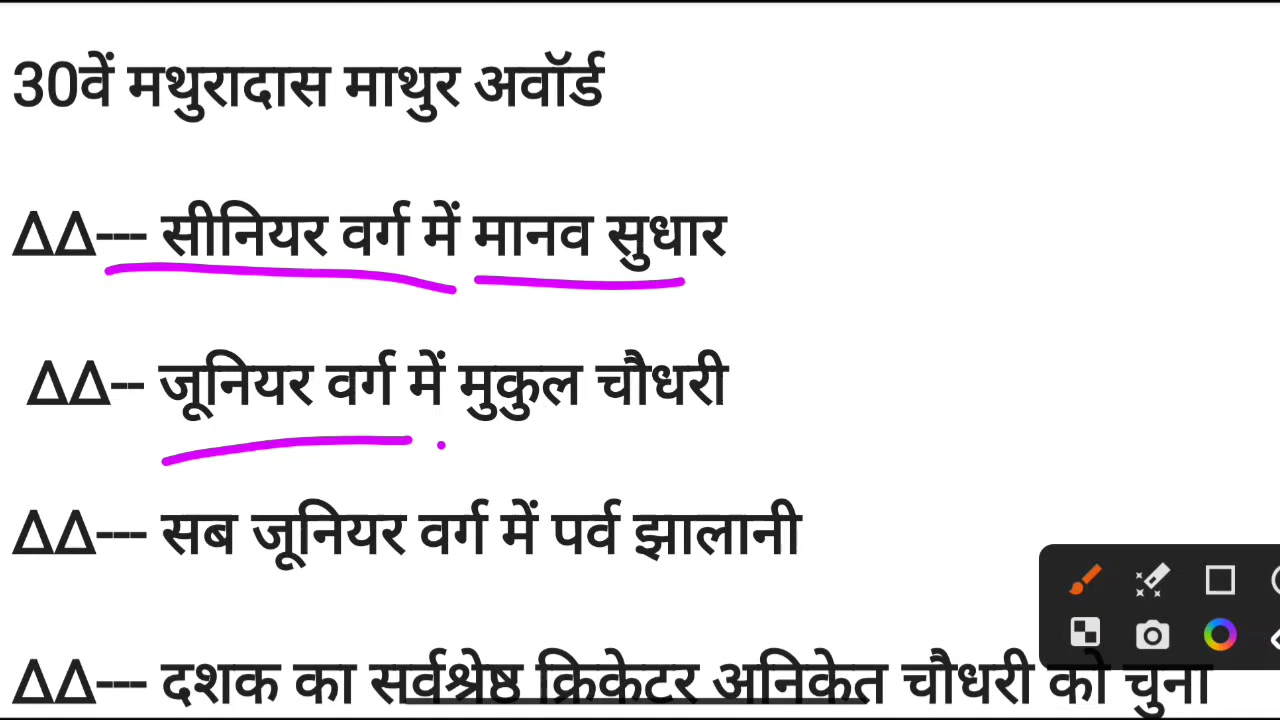 30वें मथुरादास माथुर अवॉर्ड
ΔΔ--- सीनियर वर्ग में मानव सुधार
ΔΔ-- जूनियर वर्ग में मुकुल चौधरी
ΔΔ--- सब जूनियर वर्ग में पर्व झालानी
ΔΔ--- दशक का सर्वश्रेष्ठ क्रिकेटर अनिकेत चौधरी को चुना